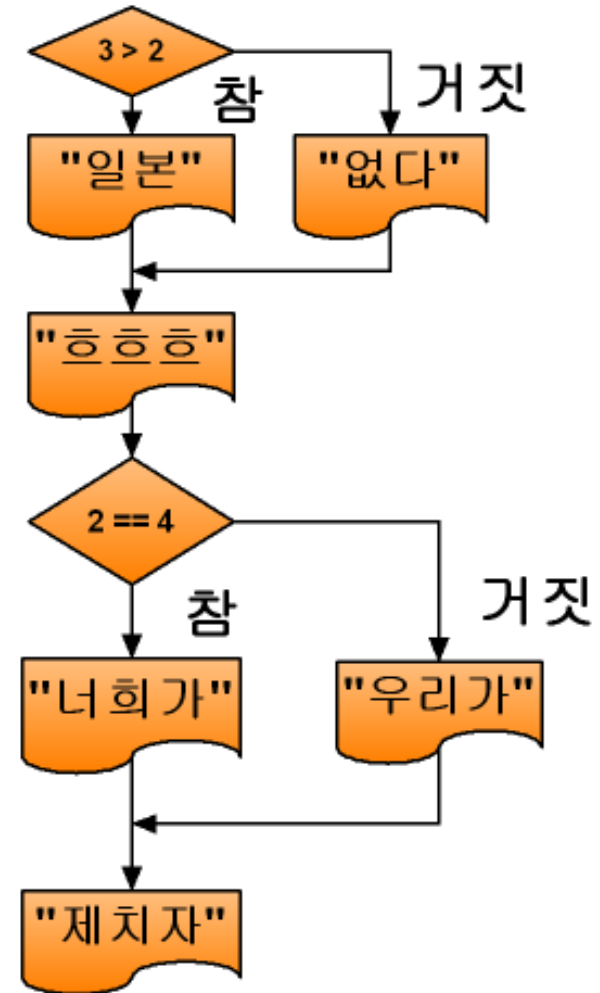 3 > 2
참
거짓
"일본"
"없다"
"흐흐흐"
2 == 4
참
거짓
"너희가"
"우리가"
"제치자"